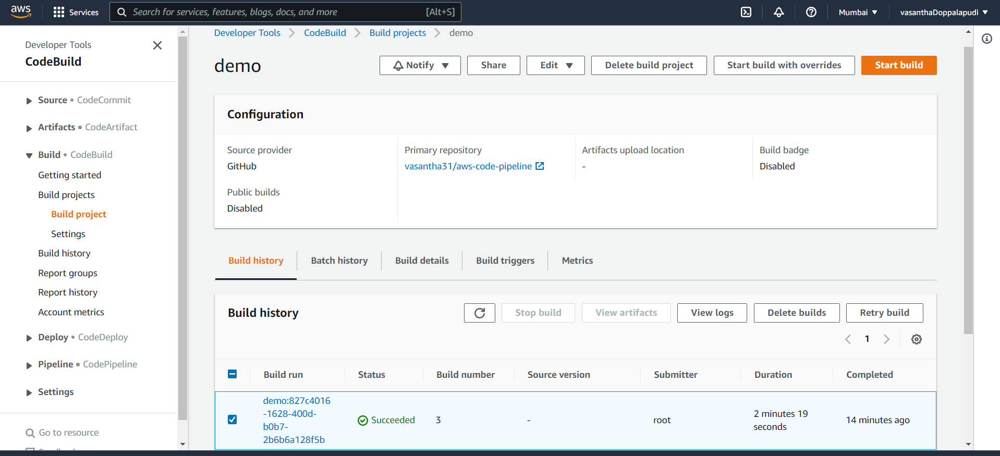 aws
Services
Search for services, features, blogs, docs, and more
[Alt+S]
Mumbai
vasanthaDoppalapudi
Developer Tools
CodeBuild
Source • CodeCommit
Artifacts • CodeArtifact
Build • CodeBuild
Getting started
Build projects
Build project
Settings
Build history
Report groups
Report history
Account metrics
Deploy • CodeDeploy
Pipeline • CodePipeline
Settings
Go to resource
Developer Tools > CodeBuild > Build projects > demo
demo
Notify
Share
Edit
Delete build project
Start build with overrides
Start build
Configuration
Source provider
GitHub
Primary repository
vasantha31/aws-code-pipeline
Artifacts upload location
-
Build badge
Disabled
Public builds
Disabled
Build history
Batch history
Build details
Build triggers
Metrics
Build history
Stop build
View artifacts
View logs
Delete builds
Retry build
1
Build run
Status
Build number
Source version
Submitter
Duration
Completed
demo:827c4016
-1628-400d-
b0b7-
2b6b6a128f5b
Succeeded
3
-
root
2 minutes 19
seconds
14 minutes ago